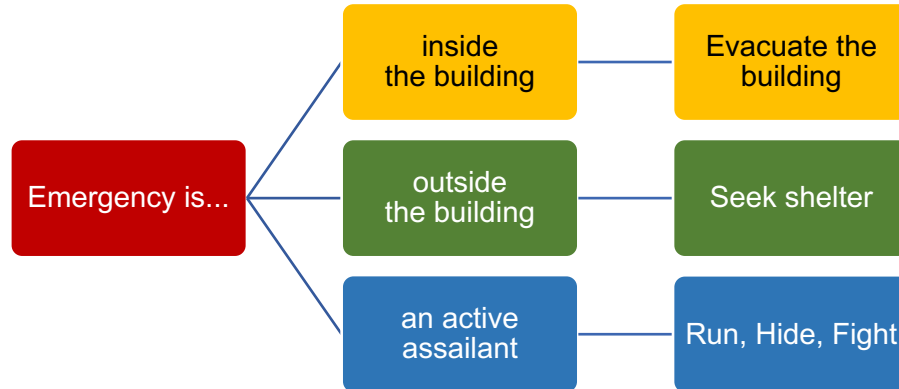 Emergency is...
inside
the building
Evacuate the
building
outside
the building
Seek shelter
an active
assailant
Run, Hide, Fight